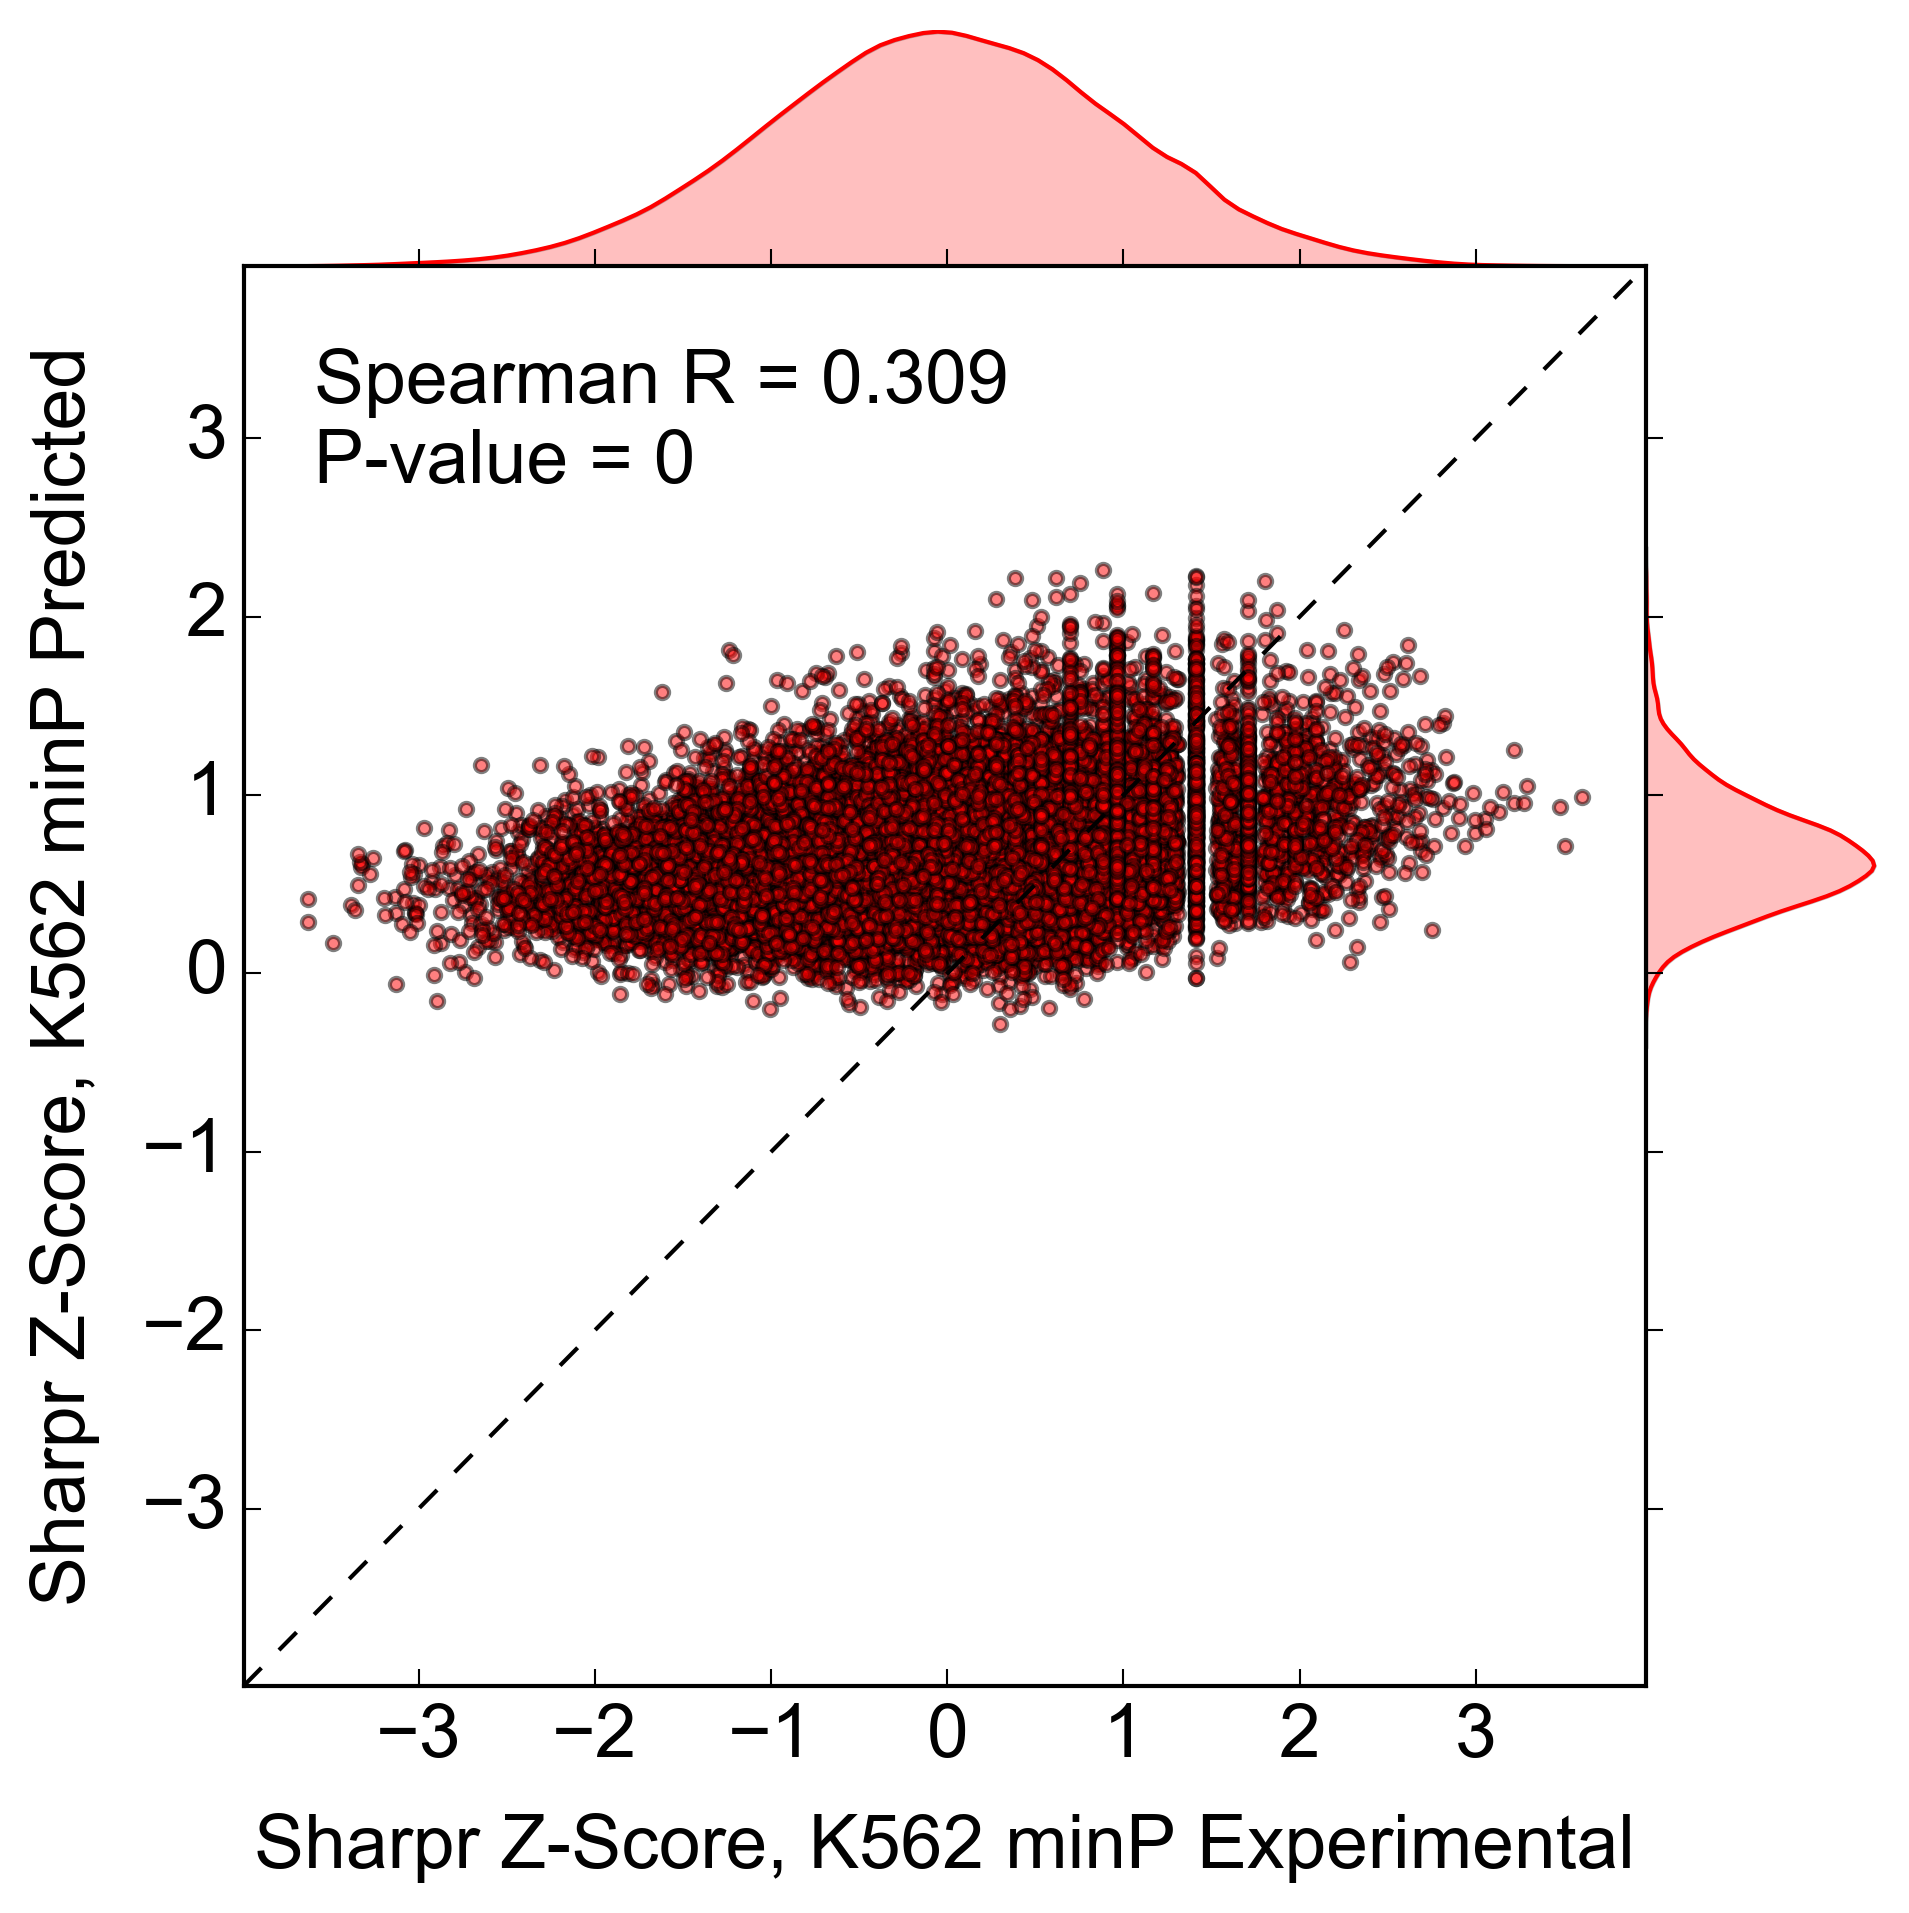 Spearman R = 0.309
P-value = 0
Sharpr Z-Score, K562 minP Predicted
3
2
1
0
−1
−2
−3
−3 −2 −1 0 1 2 3
Sharpr Z-Score, K562 minP Experimental